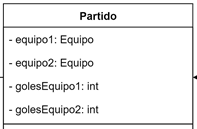 Partido
- equipo1: Equipo
- equipo2: Equipo
- golesEquipo1: int
- golesEquipo2: int